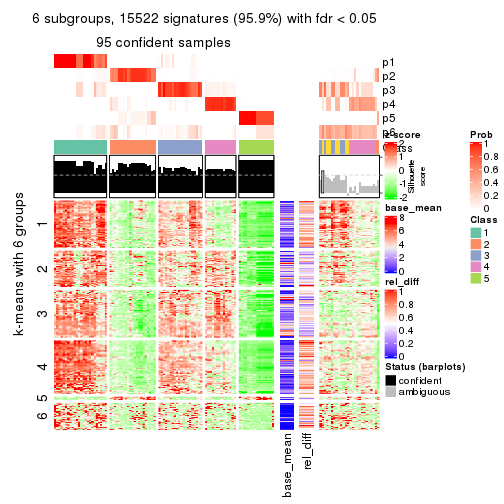 6 subgroups, 15522 signatures (95.9%) with fdr < 0.05
95 confident samples
p1
p2
p3
p4
p5
p6
Class
Silhouette
score
k-means with 6 groups
1
2
3
4
5
6
base_mean
rel_diff
z-score
2
1
0
-1
-2
base_mean
8
6
4
2
0
rel_diff
1
0.8
0.6
0.4
0.2
0
Status (barplots)
confident
ambiguous
Prob
1
0.8
0.6
0.4
0.2
0
Class
1
2
3
4
5